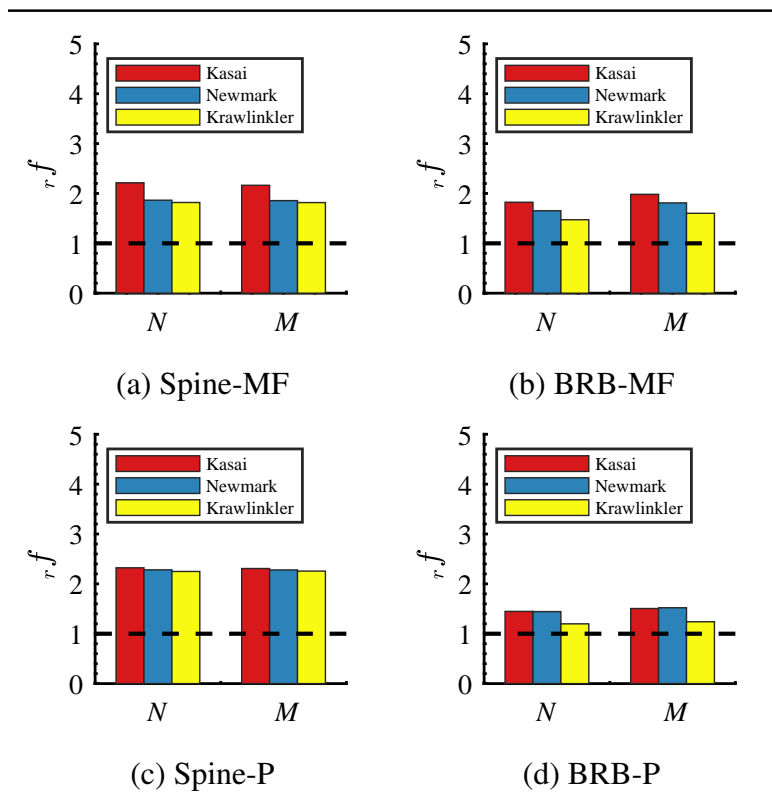 5
4
3
2
1
0
r f
Kasai
Newmark
Krawlinkler
N
M
(a) Spine-MF
5
4
3
2
1
0
r f
Kasai
Newmark
Krawlinkler
N
M
(b) BRB-MF
5
4
3
2
1
0
r f
Kasai
Newmark
Krawlinkler
N
M
(c) Spine-P
5
4
3
2
1
0
r f
Kasai
Newmark
Krawlinkler
N
M
(d) BRB-P